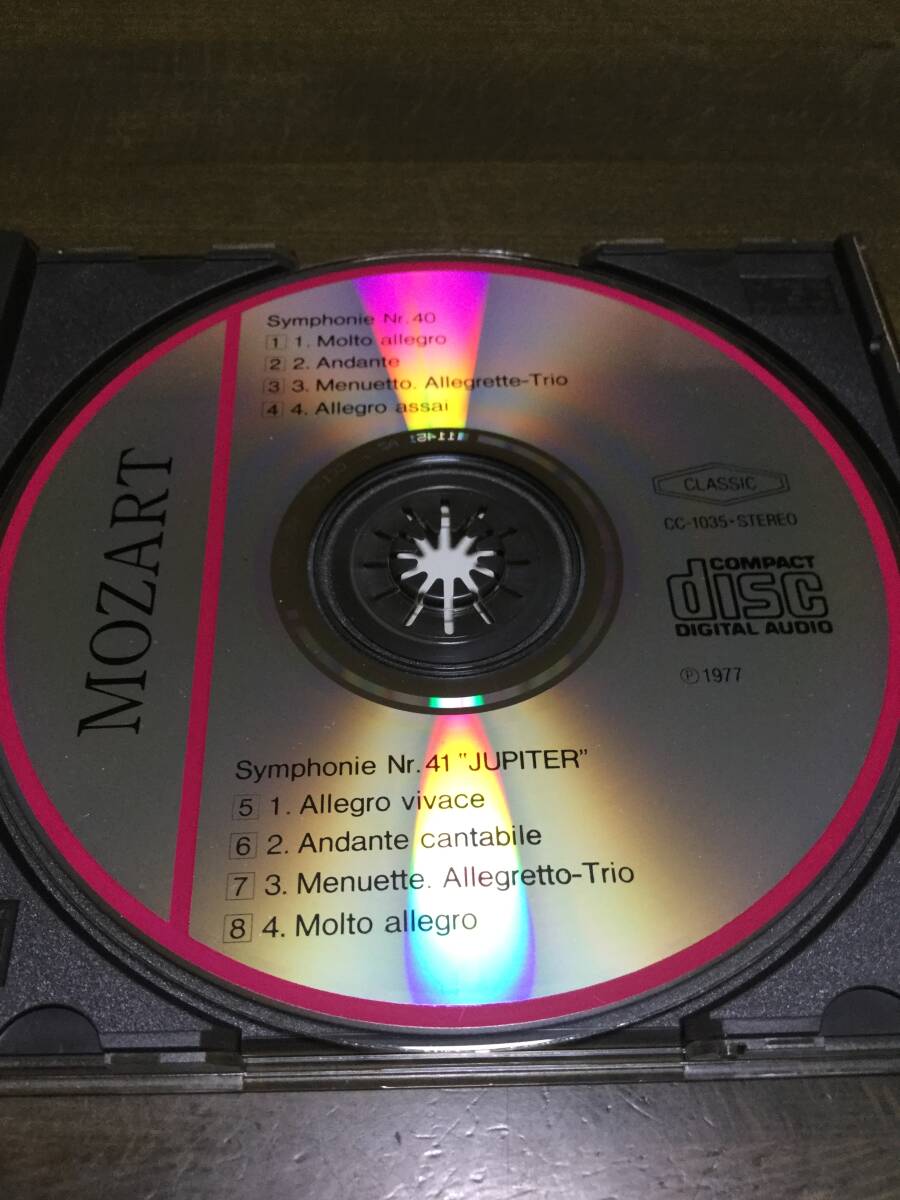 Symphonie Nr. 40
1 1. Molto allegro
2 2. Andante
3 3. Menuetto. Allegrette-Trio
4 4. Allegro assai
MOZART
CLASSIC
CC-1035·STEREO
COMPACT
disc
DIGITAL AUDIO
Ⓟ1977
Symphonie Nr. 41 "JUPITER"
5 1. Allegro vivace
6 2. Andante cantabile
7 3. Menuette. Allegretto-Trio
8 4. Molto allegro